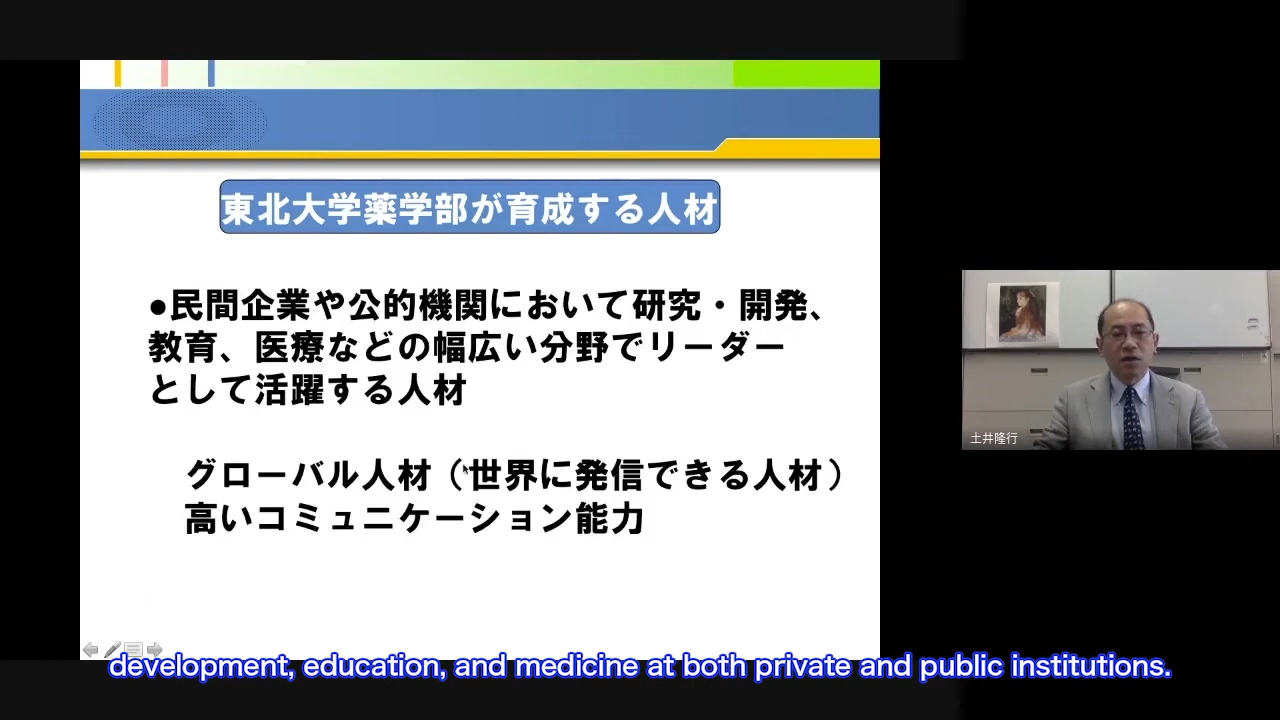 東北大学薬学部が育成する人材
●民間企業や公的機関において研究・開発、
教育、医療などの幅広い分野でリーダー
として活躍する人材
グローバル人材（世界に発信できる人材）
高いコミュニケーション能力
土井隆行
development, education, and medicine at both private and public institutions.